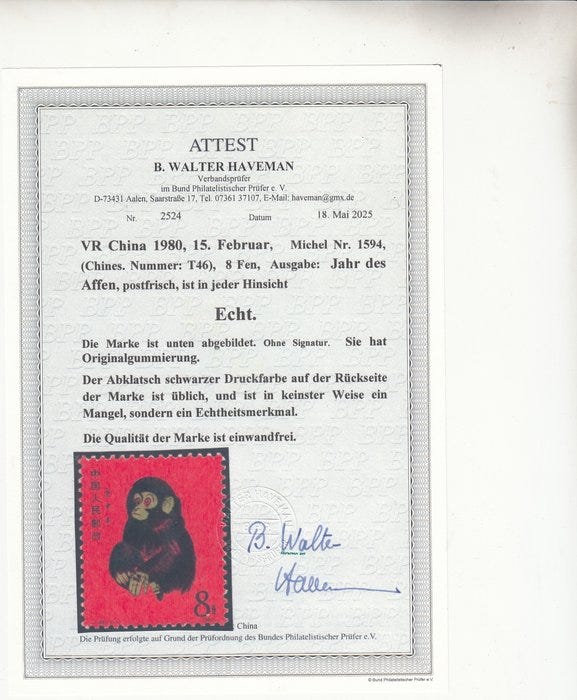 ATTEST
B. WALTER HAVEMAN
Verbandsprüfer
im Bund Philatelistischer Prüfer e. V.
D-73431 Aalen, Saarstraße 17, Tel. 07361 37107, E-Mail: haveman@gmx.de
Nr. 2524 Datum 18. Mai 2025
VR China 1980, 15. Februar, Michel Nr. 1594,
(Chines. Nummer: T46), 8 Fen, Ausgabe: Jahr des
Affen, postfrisch, ist in jeder Hinsicht
Echt.
Die Marke ist unten abgebildet. Ohne Signatur. Sie hat
Originalgummierung.
Der Abklatsch schwarzer Druckfarbe auf der Rückseite
der Marke ist üblich, und ist in keinster Weise ein
Mangel, sondern ein Echtheitsmerkmal.
Die Qualität der Marke ist einwandfrei.
中国人民邮政
8
B. Walter
Haveman
: China
Die Prüfung erfolgte auf Grund der Prüfordnung des Bundes Philatelistischer Prüfer e.V.
© Bund Philatelistischer Prüfer e.V.